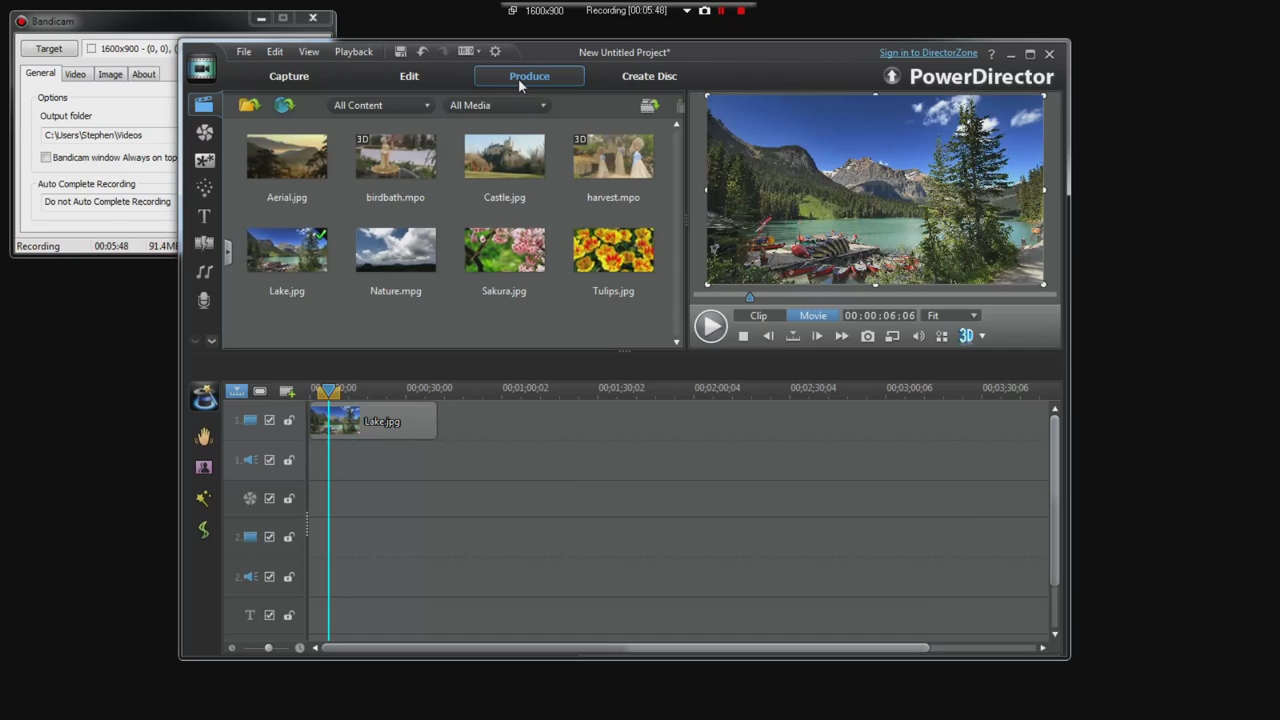 1600x900
Recording [00:05:48]
Bandicam
Target
1600x900 - (0, 0), (
General
Video
Image
About
Options
Output folder
C:\Users\Stephen\Videos
Bandicam window Always on top
Auto Complete Recording
Do not Auto Complete Recording
Recording
00:05:48
File
Edit
View
Playback
New Untitled Project*
Sign in to DirectorZone
?
Capture
Edit
Produce
Create Disc
PowerDirector
All Content
All Media
3D
3D
Aerial.jpg
birdbath.mpo
Castle.jpg
harvest.mpo
Lake.jpg
Nature.mpg
Sakura.jpg
Tulips.jpg
Clip
Movie
00:00:06;06
Fit
3D
00;00;30;00
00;01;00;02
00;01;30;02
00;02;00;04
00;02;30;04
00;03;00;06
00;03;30;06
1.
Lake.jpg
1.
2.
2.
T